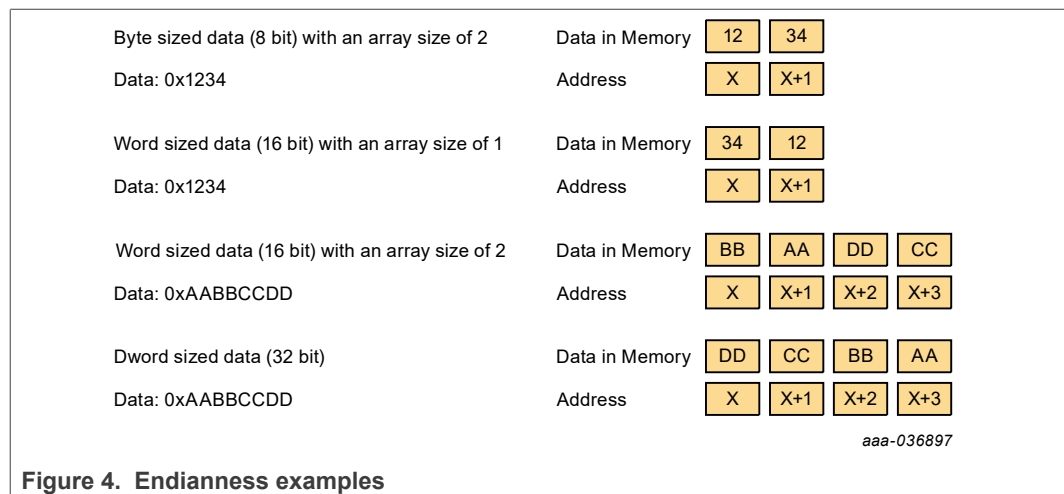 Byte sized data (8 bit) with an array size of 2 Data in Memory 12 34
Data: 0x1234 Address X X+1
Word sized data (16 bit) with an array size of 1 Data in Memory 34 12
Data: 0x1234 Address X X+1
Word sized data (16 bit) with an array size of 2 Data in Memory BB AA DD CC
Data: 0xAABBCCDD Address X X+1 X+2 X+3
Dword sized data (32 bit) Data in Memory DD CC BB AA
Data: 0xAABBCCDD Address X X+1 X+2 X+3
aaa-036897
Figure 4. Endianness examples